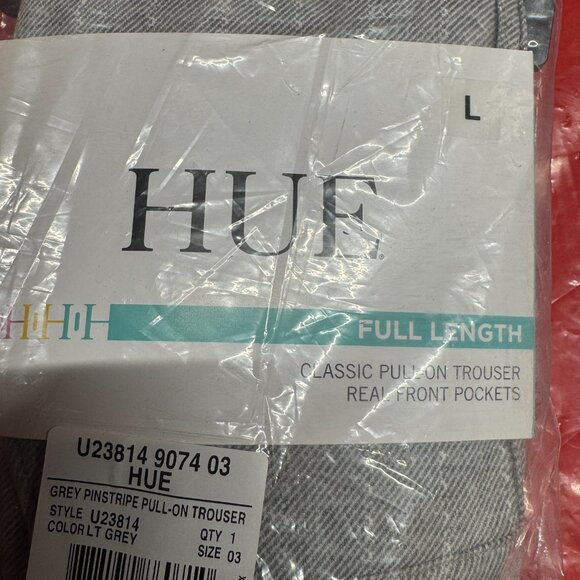 L
HUE
FULL LENGTH
CLASSIC PULL-ON TROUSER
REAL FRONT POCKETS
U23814 9074 03
HUE
GREY PINSTRIPE PULL-ON TROUSER
STYLE U23814 QTY 1
COLOR LT GREY SIZE 03